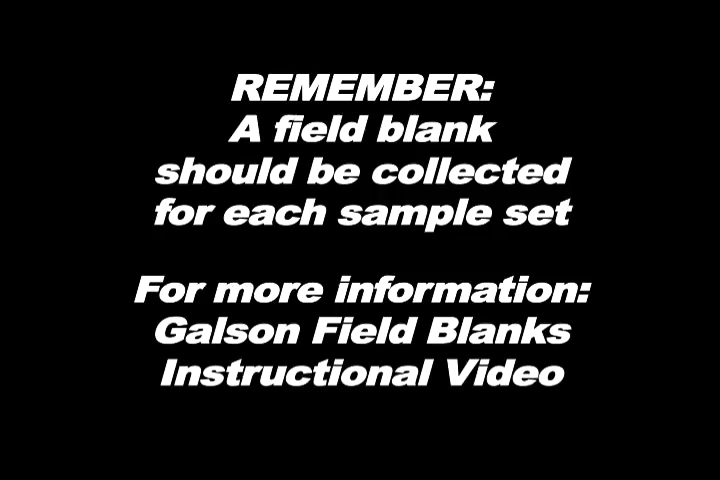 REMEMBER:
A field blank
should be collected
for each sample set
For more information:
Galson Field Blanks
Instructional Video